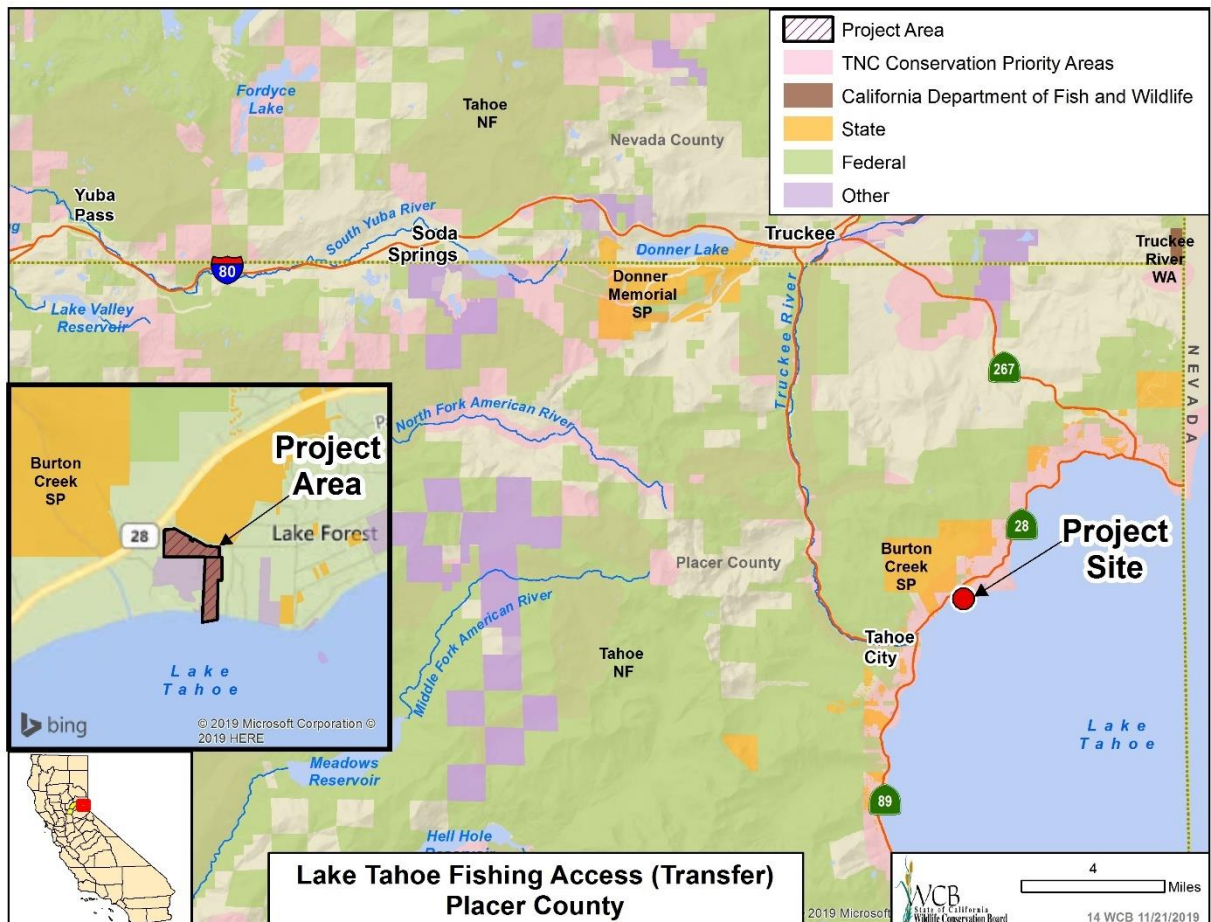 Project Area
TNC Conservation Priority Areas
California Department of Fish and Wildlife
State
Federal
Other
Fordyce
Lake
Tahoe
NF
Nevada County
Yuba
Pass
South Yuba River
Soda
Springs
Donner Lake
Truckee
Truckee
River
WA
80
Donner
Memorial
SP
Lake Valley
Reservoir
Truckee River
267
NEVADA
North Fork American River
Project
Area
Burton
Creek
SP
28
Lake Forest
Lake
Tahoe
bing
© 2019 Microsoft Corporation ©
2019 HERE
Placer County
Burton
Creek
SP
28
Project
Site
Middle Fork American River
Tahoe
NF
Tahoe
City
Lake
Tahoe
Meadows
Reservoir
89
Hell Hole
Reservoir
Lake Tahoe Fishing Access (Transfer)
Placer County
2019 Microsoft
WCB
State of California
Wildlife Conservation Board
4
Miles
14 WCB 11/21/2019